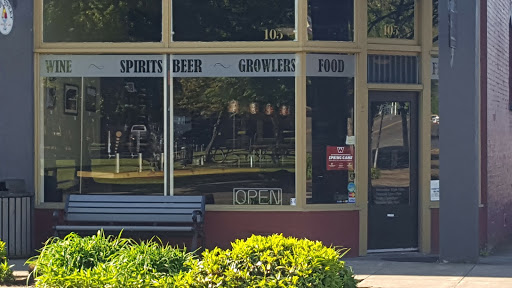 105
105
WINE ~ SPIRITS BEER ~ GROWLERS FOOD
OPEN